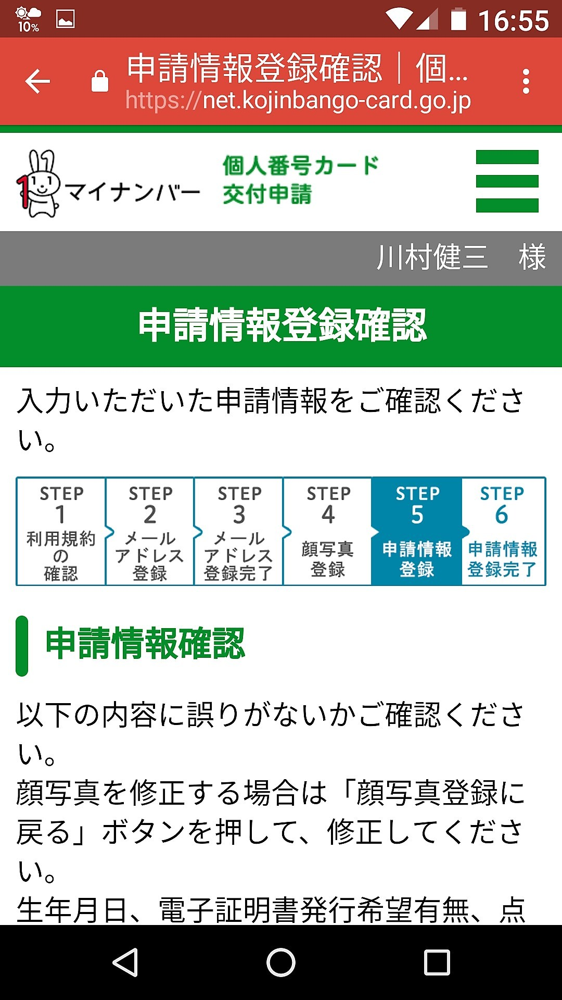 10%
16:55
申請情報登録確認｜個...
https://net.kojinbango-card.go.jp
1
マイナンバー
個人番号カード
交付申請
川村健三　様
申請情報登録確認
入力いただいた申請情報をご確認くださ
い。
STEP
1
利用規約
の
確認
STEP
2
メール
アドレス
登録
STEP
3
メール
アドレス
登録完了
STEP
4
顔写真
登録
STEP
5
申請情報
登録
STEP
6
申請情報
登録完了
申請情報確認
以下の内容に誤りがないかご確認くださ
い。
顔写真を修正する場合は「顔写真登録に
戻る」ボタンを押して、修正してくださ
い。
生年月日、電子証明書発行希望有無、点